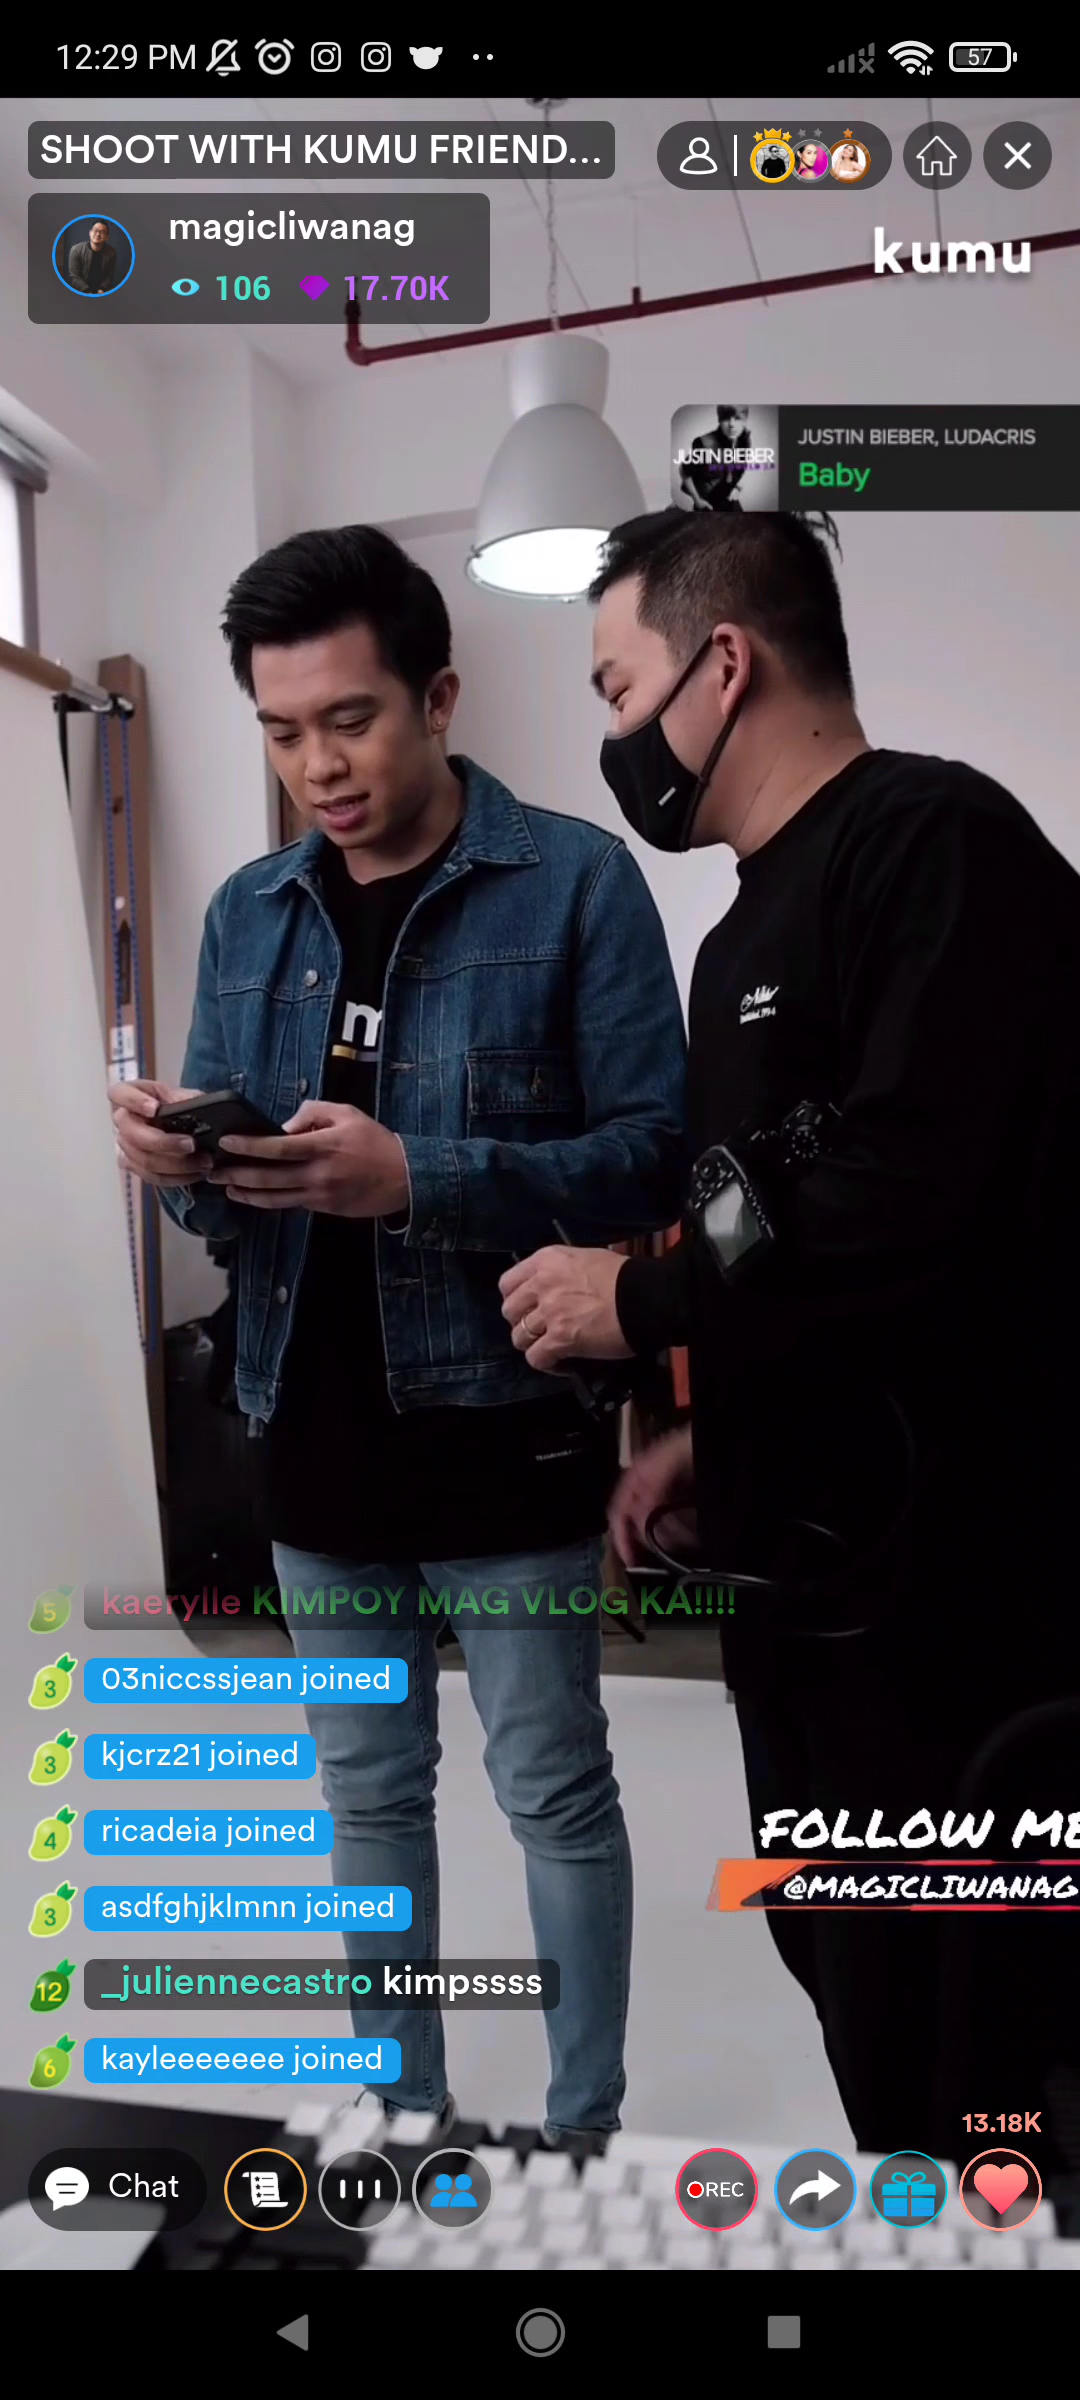 12:29 PM
57
SHOOT WITH KUMU FRIEND...
magicliwanag
106 17.70K
kumu
JUSTIN BIEBER
JUSTIN BIEBER, LUDACRIS
Baby
m
5 kaerylle KIMPOY MAG VLOG KA!!!!
3 03niccssjean joined
3 kjcrz21 joined
4 ricadeia joined
3 asdfghjklmnn joined
12 _juliennecastro kimpssss
6 kayleeeeeee joined
FOLLOW ME
@MAGICLIWANAG
13.18K
Chat
REC